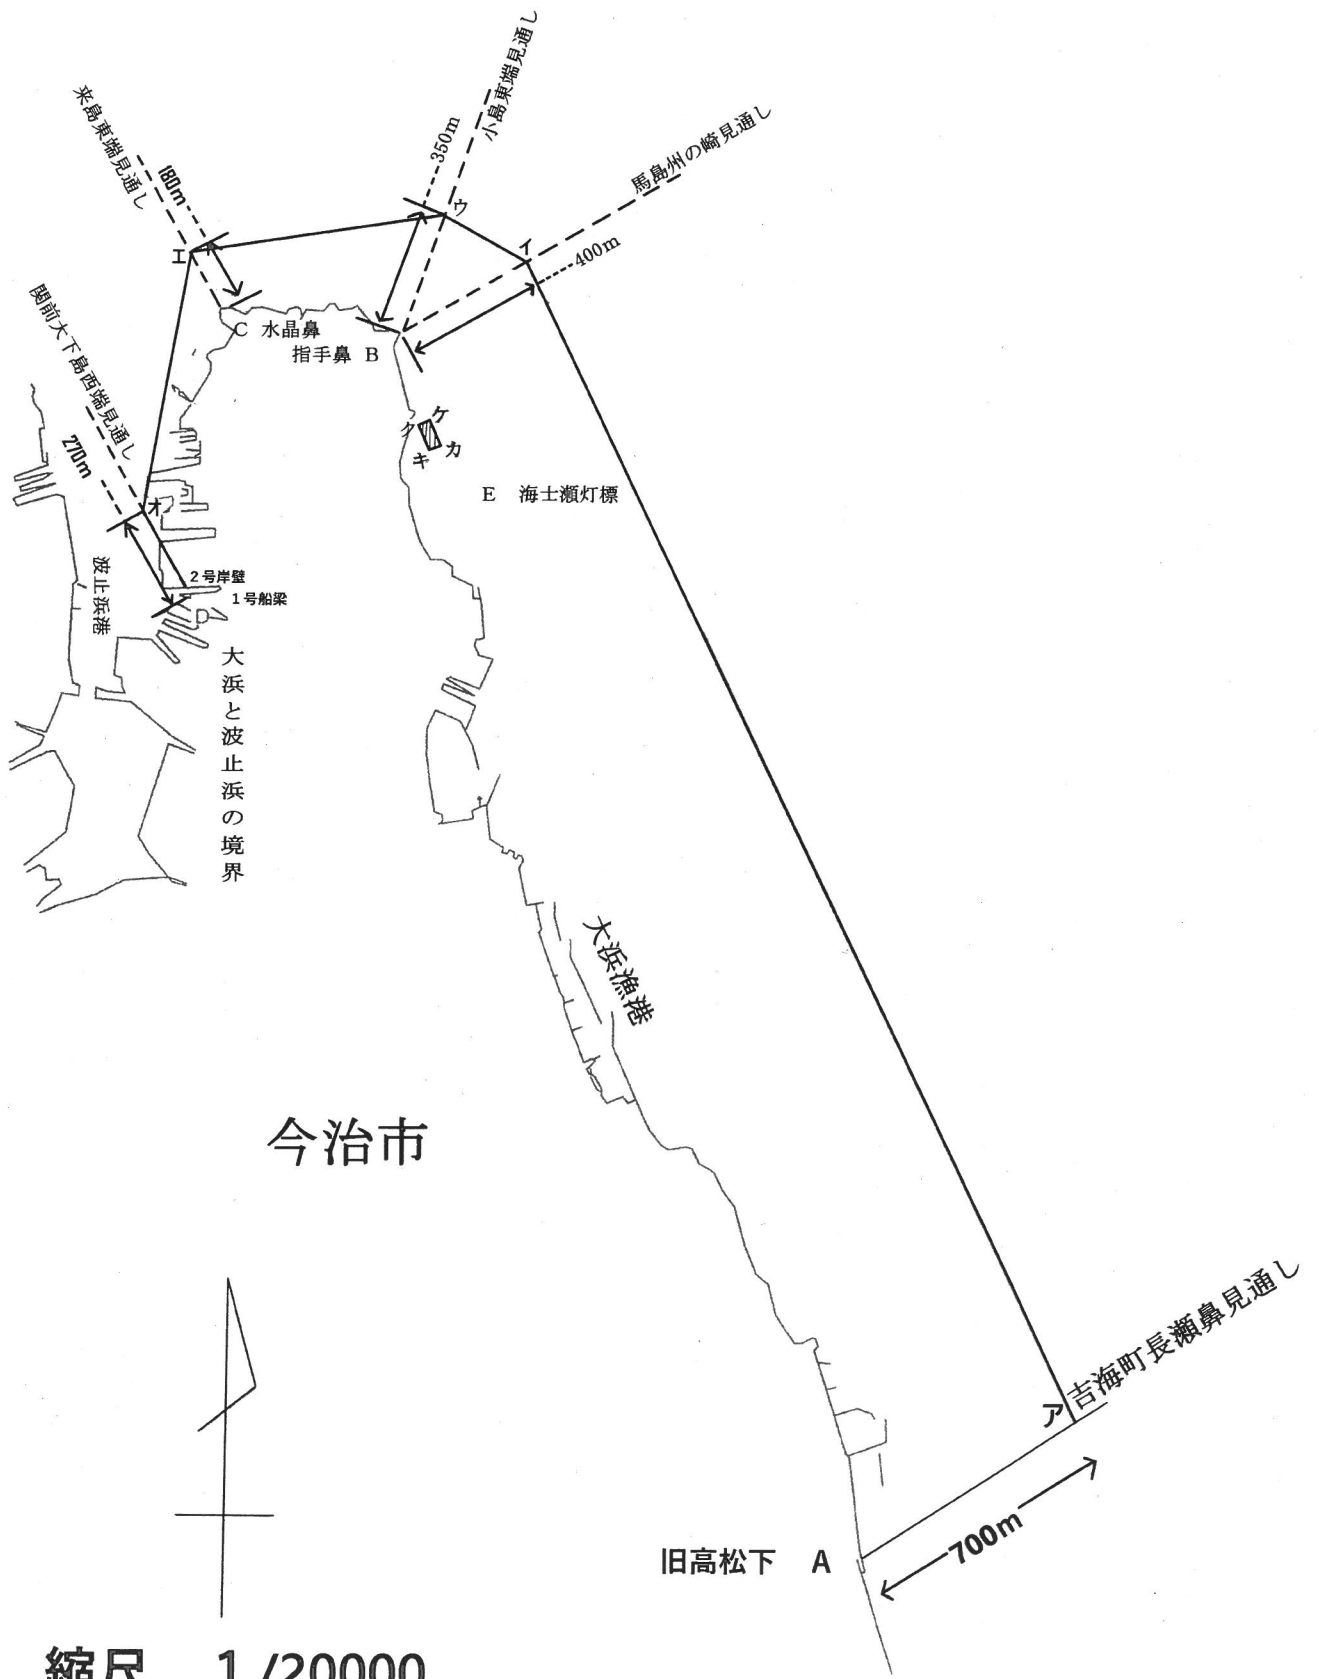 小島東端見通し
来島東端見通し
180m
350m
馬島州の崎見通し
400m
ウ
イ
エ
関前大下島西端見通し
270m
C 水晶鼻
指手鼻 B
ケ
ク
カ
キ
E 海士瀬灯標
オ
波止浜港
2号岸壁
1号船梁
大浜と波止浜の境界
大浜漁港
今治市
吉海町長瀬鼻見通し
ア
700m
旧高松下 A
縮尺 1/20000